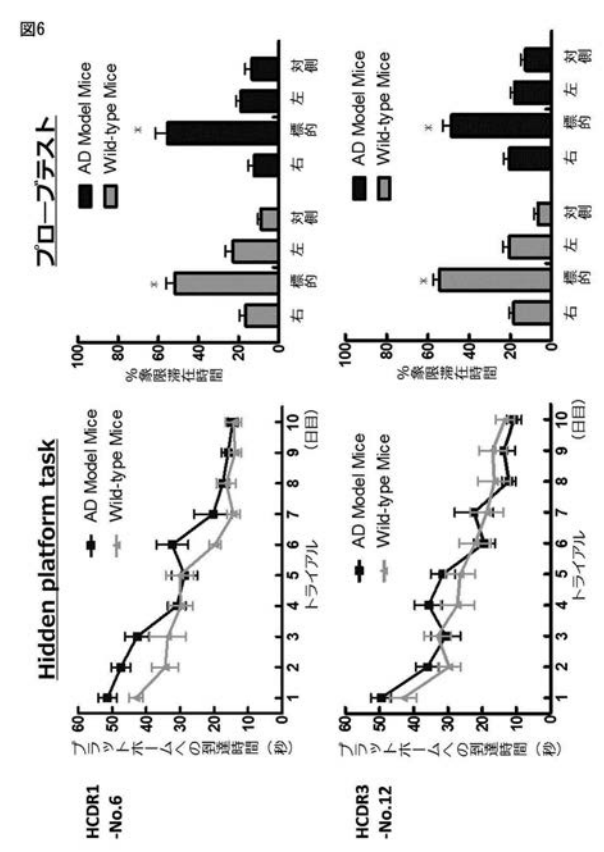 図6
Hidden platform task
プローブテスト
HCDR1
-No.6
プラットホームへの到達時間（秒）
60
50
40
30
20
10
0
AD Model Mice
Wild-type Mice
1 2 3 4 5 6 7 8 9 10
トライアル
(日目)
%象限滞在時間
100
80
60
40
20
0
AD Model Mice
Wild-type Mice
* *
右 標的 左 対側 右 標的 左 対側
HCDR3
-No.12
プラットホームへの到達時間（秒）
60
50
40
30
20
10
0
AD Model Mice
Wild-type Mice
1 2 3 4 5 6 7 8 9 10
トライアル
(日目)
%象限滞在時間
100
80
60
40
20
0
AD Model Mice
Wild-type Mice
* *
右 標的 左 対側 右 標的 左 対側